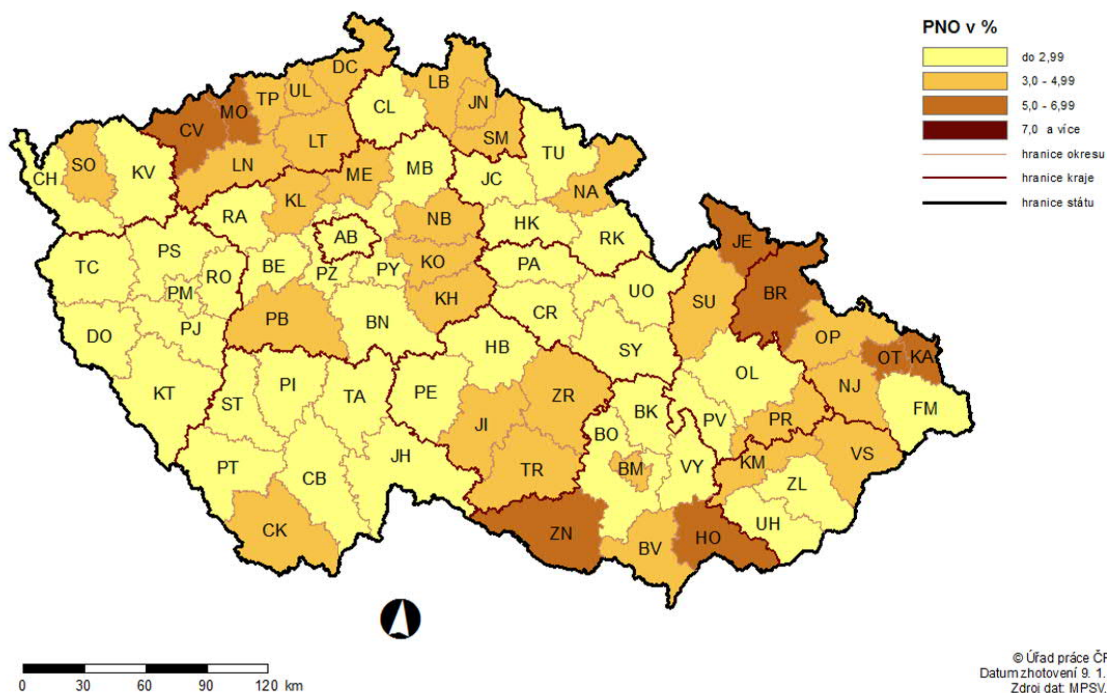 PNO v %
do 2,99
3,0 - 4,99
5,0 - 6,99
7,0 a více
hranice okresu
hranice kraje
hranice státu
DC
LB
UL
TP
JN
MO
CL
CV
SM
LT
TU
SO
LN
ME
MB
KV
JC
CH
NA
KL
RA
NB
HK
AB
RK
JE
PS
KO
TC
RO
BE
PZ
PY
PA
PM
UO
BR
SU
KH
CR
PB
BN
DO
PJ
OP
HB
SY
OT
KA
KT
OL
NJ
PI
ZR
ST
TA
PE
BK
FM
PV
PR
JI
BO
VS
KM
BM
TR
VY
JH
PT
CB
ZL
UH
CK
ZN
HO
BV
0 30 60 90 120 km
© Úřad práce ČR
Datum zhotovení 9. 1.
Zdroj dat: MPSV